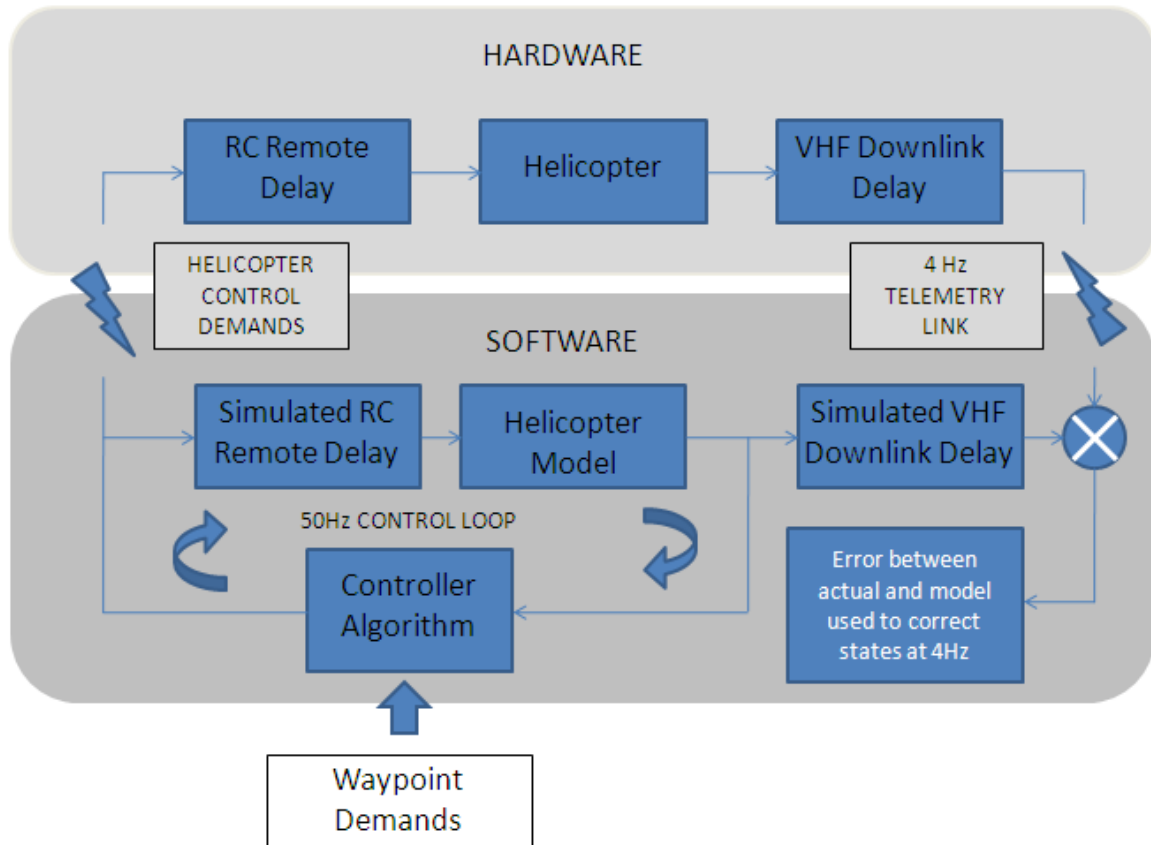 HARDWARE
RC Remote
Delay
Helicopter
VHF Downlink
Delay
HELICOPTER
CONTROL
DEMANDS
4 Hz
TELEMETRY
LINK
SOFTWARE
Simulated RC
Remote Delay
Helicopter
Model
Simulated VHF
Downlink Delay
50Hz CONTROL LOOP
Controller
Algorithm
Error between
actual and model
used to correct
states at 4Hz
Waypoint
Demands